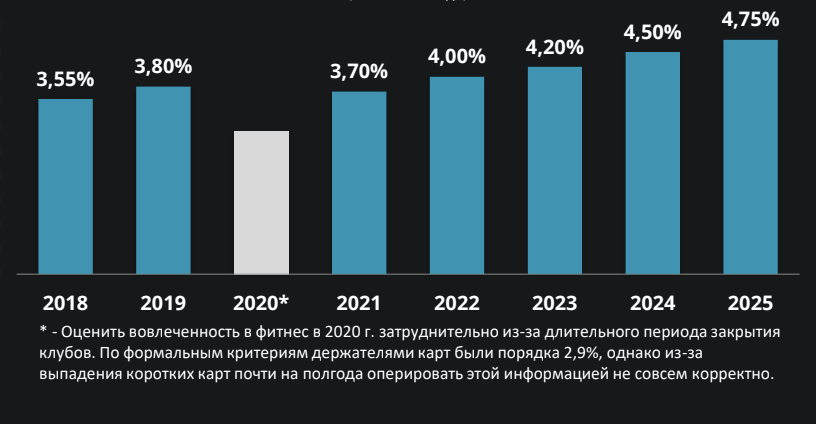 4,75%
4,50%
4,20%
4,00%
3,80%
3,70%
3,55%
2018 2019 2020* 2021 2022 2023 2024 2025
* - Оценить вовлеченность в фитнес в 2020 г. затруднительно из-за длительного периода закрытия
клубов. По формальным критериям держателями карт были порядка 2,9%, однако из-за
выпадения коротких карт почти на полгода оперировать этой информацией не совсем корректно.